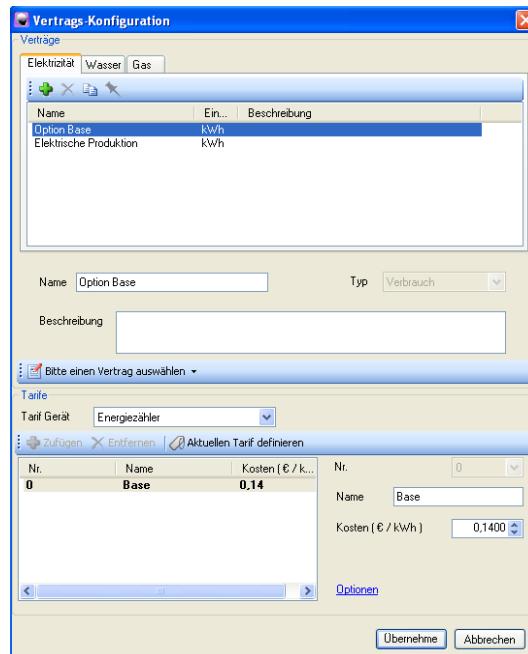 Vertrags-Konfiguration
Verträge
Elektrizität Wasser Gas
Name Ein... Beschreibung
Option Base kWh
Elektrische Produktion kWh
Name Option Base Typ Verbrauch
Beschreibung
Bitte einen Vertrag auswählen
Tarife
Tarif Gerät Energiezähler
Zufügen Entfernen Aktuellen Tarif definieren
Nr. Name Kosten ( € / k...
0 Base 0,14
Nr. 0
Name Base
Kosten ( € / kWh ) 0,1400
Optionen
Übernehme Abbrechen